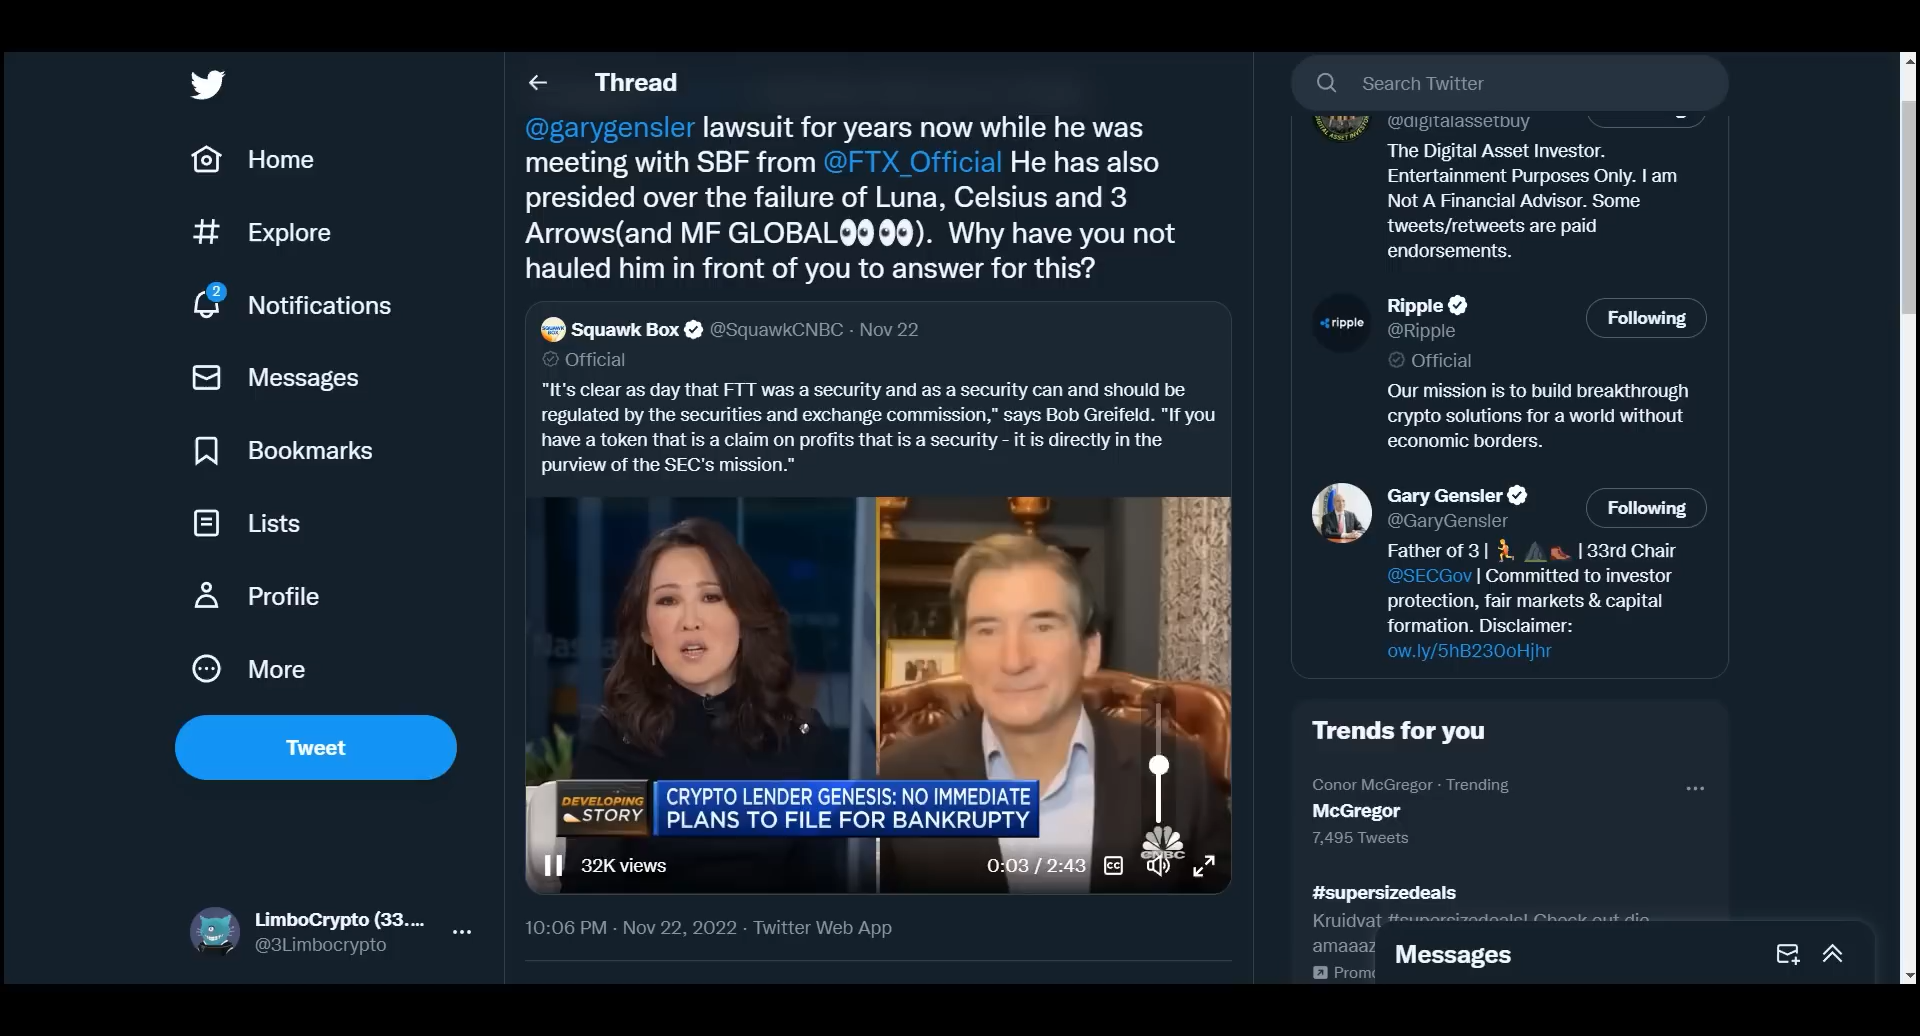 Home
Explore
2
Notifications
Messages
Bookmarks
Lists
Profile
More
Tweet
LimboCrypto (33....
@3Limbocrypto
Thread
@garygensler lawsuit for years now while he was
meeting with SBF from @FTX_Official He has also
presided over the failure of Luna, Celsius and 3
Arrows(and MF GLOBAL👀👀).  Why have you not
hauled him in front of you to answer for this?
SQUAWK BOX
Squawk Box @SquawkCNBC · Nov 22
Official
"It's clear as day that FTT was a security and as a security can and should be
regulated by the securities and exchange commission," says Bob Greifeld. "If you
have a token that is a claim on profits that is a security - it is directly in the
purview of the SEC's mission."
Nasdaq
DEVELOPING
STORY
CRYPTO LENDER GENESIS: NO IMMEDIATE
PLANS TO FILE FOR BANKRUPTY
CNBC
32K views
0:03 / 2:43
CC
10:06 PM · Nov 22, 2022 · Twitter Web App
Search Twitter
@digitalassetbuy
The Digital Asset Investor.
Entertainment Purposes Only. I am
Not A Financial Advisor. Some
tweets/retweets are paid
endorsements.
ripple
Ripple
@Ripple
Following
Official
Our mission is to build breakthrough
crypto solutions for a world without
economic borders.
Gary Gensler
@GaryGensler
Following
Father of 3 | 🏃 ⛰️🥾 | 33rd Chair
@SECGov | Committed to investor
protection, fair markets & capital
formation. Disclaimer:
ow.ly/5hB230oHjhr
Trends for you
Conor McGregor · Trending
McGregor
7,495 Tweets
#supersizedeals
Kruidvat #supersizedeals! Check out die
amaaaz
Promo
Messages